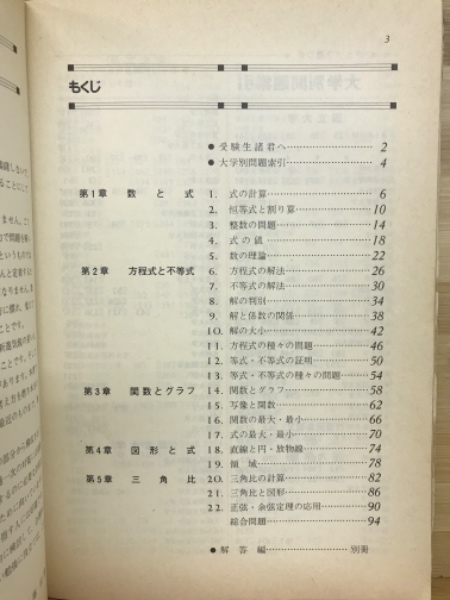 3
もくじ
● 受験生諸君へ……………2
● 大学別問題索引……………4
第1章 数と式 1. 式の計算……………6
2. 恒等式と割り算……………10
3. 整数の問題……………14
4. 式の値……………18
5. 数の理論……………22
第2章 方程式と不等式 6. 方程式の解法……………26
7. 不等式の解法……………30
8. 解の判別……………34
9. 解と係数の関係……………38
10. 解の大小……………42
11. 方程式の種々の問題……………46
12. 等式・不等式の証明……………50
13. 等式・不等式の種々の問題……………54
第3章 関数とグラフ 14. 関数とグラフ……………58
15. 写像と関数……………62
16. 関数の最大・最小……………66
17. 式の最大・最小……………70
第4章 図形と式 18. 直線と円・放物線……………74
19. 領域……………78
第5章 三角比 20. 三角比の計算……………82
21. 三角比と図形……………86
22. 正弦・余弦定理の応用……………90
総合問題……………94
● 解答編……………別冊